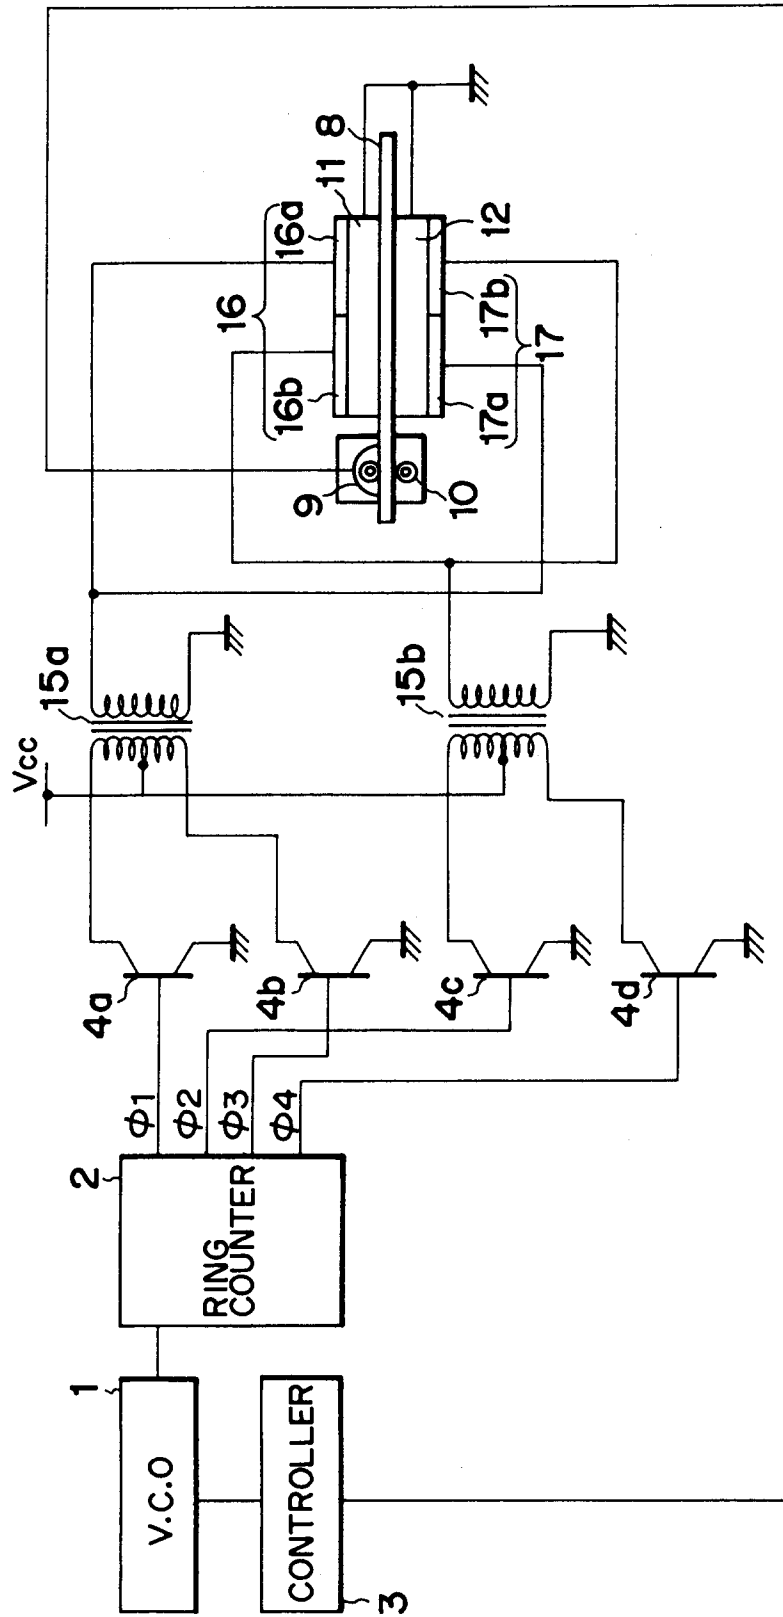 1
V.C.O
CONTROLLER
3
2
RING
COUNTER
Φ1
Φ2
Φ3
Φ4
4a
4b
4c
4d
Vcc
15a
15b
16
16b
16a
11
8
9
10
12
17a
17b
17